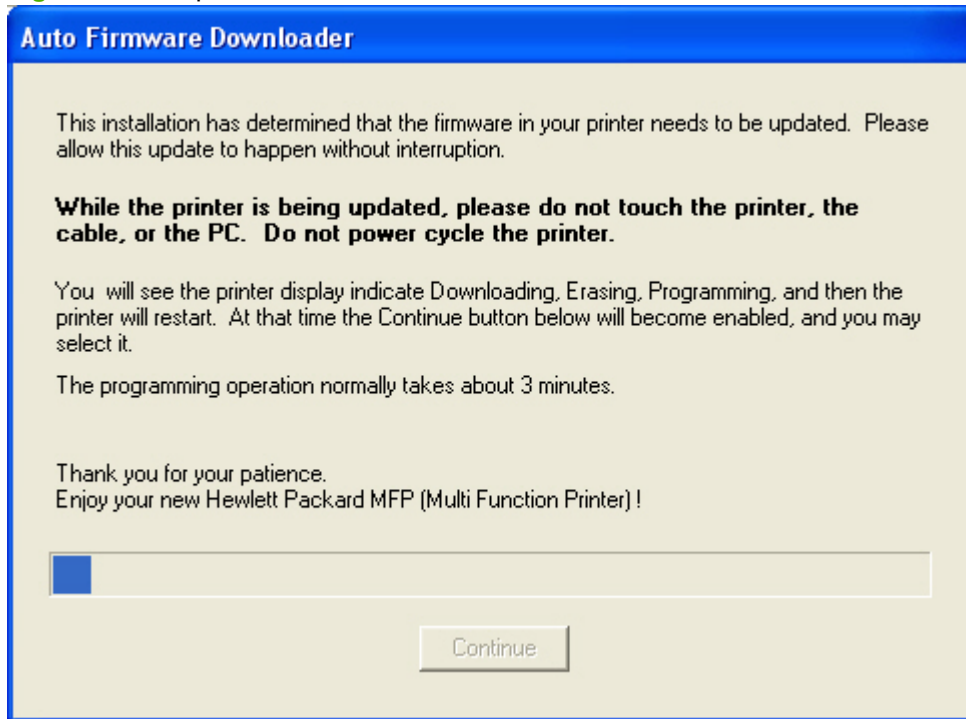 Auto Firmware Downloader
This installation has determined that the firmware in your printer needs to be updated. Please
allow this update to happen without interruption.
While the printer is being updated, please do not touch the printer, the
cable, or the PC. Do not power cycle the printer.
You will see the printer display indicate Downloading, Erasing, Programming, and then the
printer will restart. At that time the Continue button below will become enabled, and you may
select it.
The programming operation normally takes about 3 minutes.
Thank you for your patience.
Enjoy your new Hewlett Packard MFP (Multi Function Printer) !
Continue